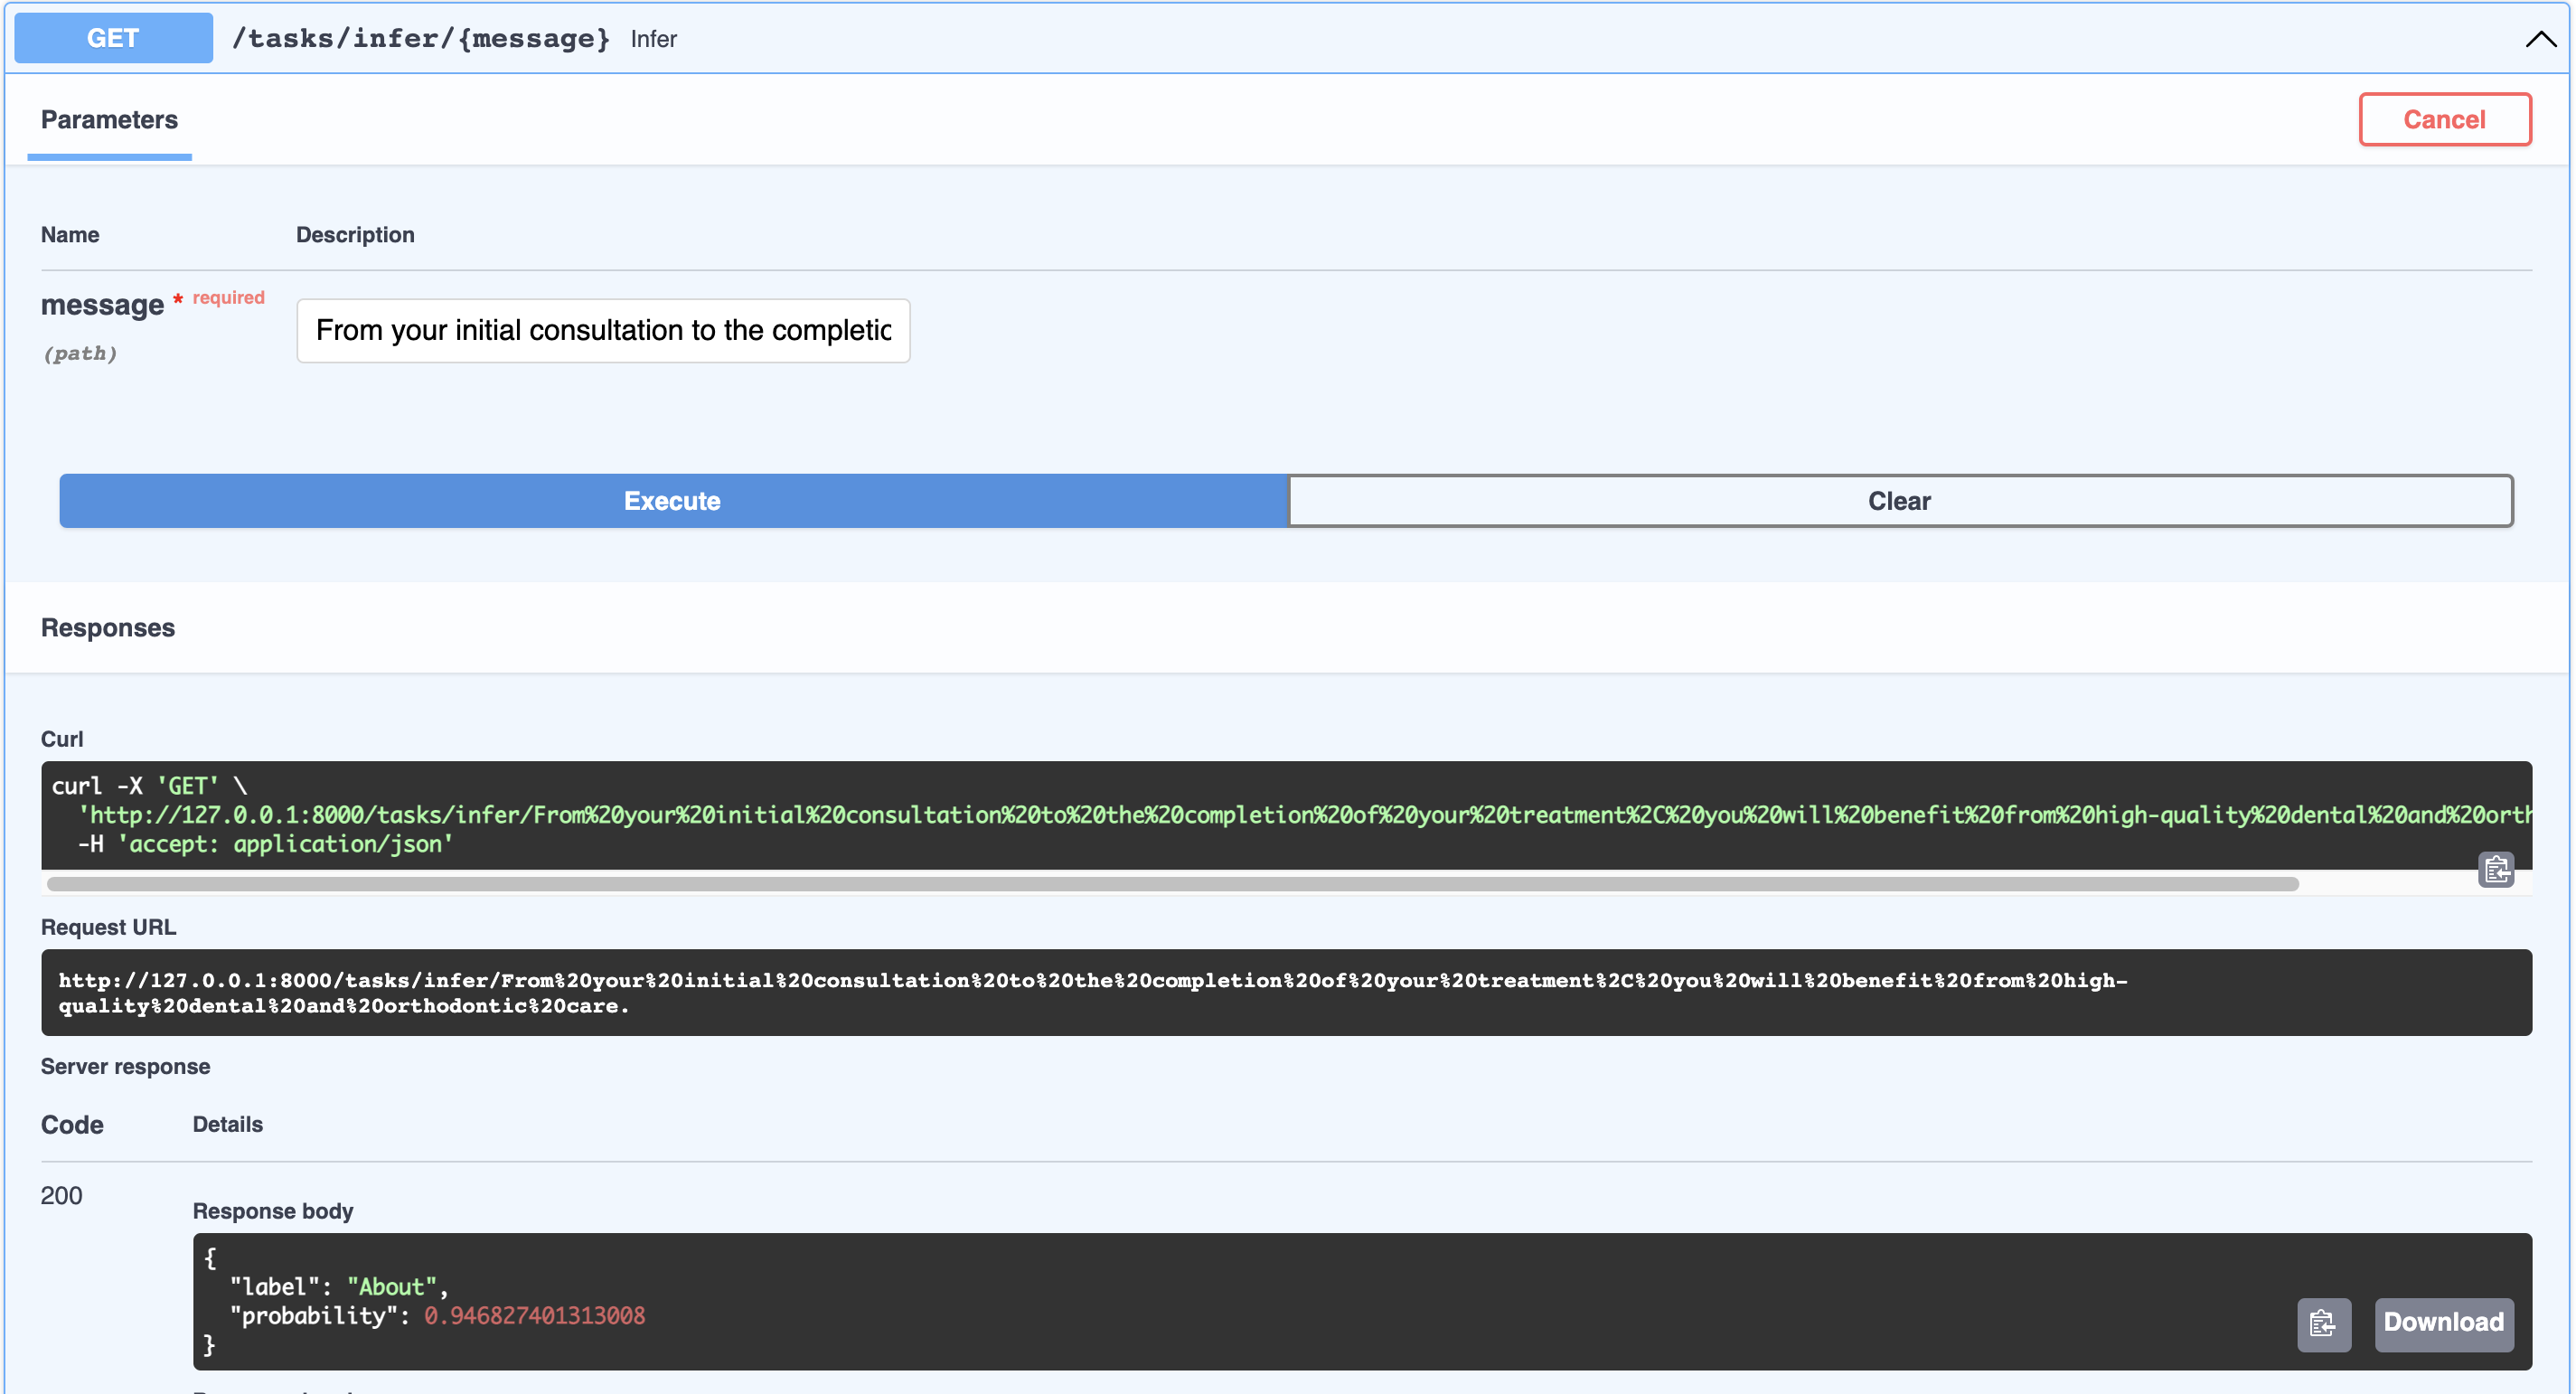 GET /tasks/infer/{message} Infer
Parameters
Cancel
Name Description
message * required
(path)
From your initial consultation to the completic
Execute
Clear
Responses
Curl
curl -X 'GET' \
'http://127.0.0.1:8000/tasks/infer/From%20your%20initial%20consultation%20to%20the%20completion%20of%20your%20treatment%2C%20you%20will%20benefit%20from%20high-quality%20dental%20and%20orth
-H 'accept: application/json'
Request URL
http://127.0.0.1:8000/tasks/infer/From%20your%20initial%20consultation%20to%20the%20completion%20of%20your%20treatment%2C%20you%20will%20benefit%20from%20high-
quality%20dental%20and%20orthodontic%20care.
Server response
Code Details
200
Response body
{
"label": "About",
"probability": 0.946827401313008
}
Download